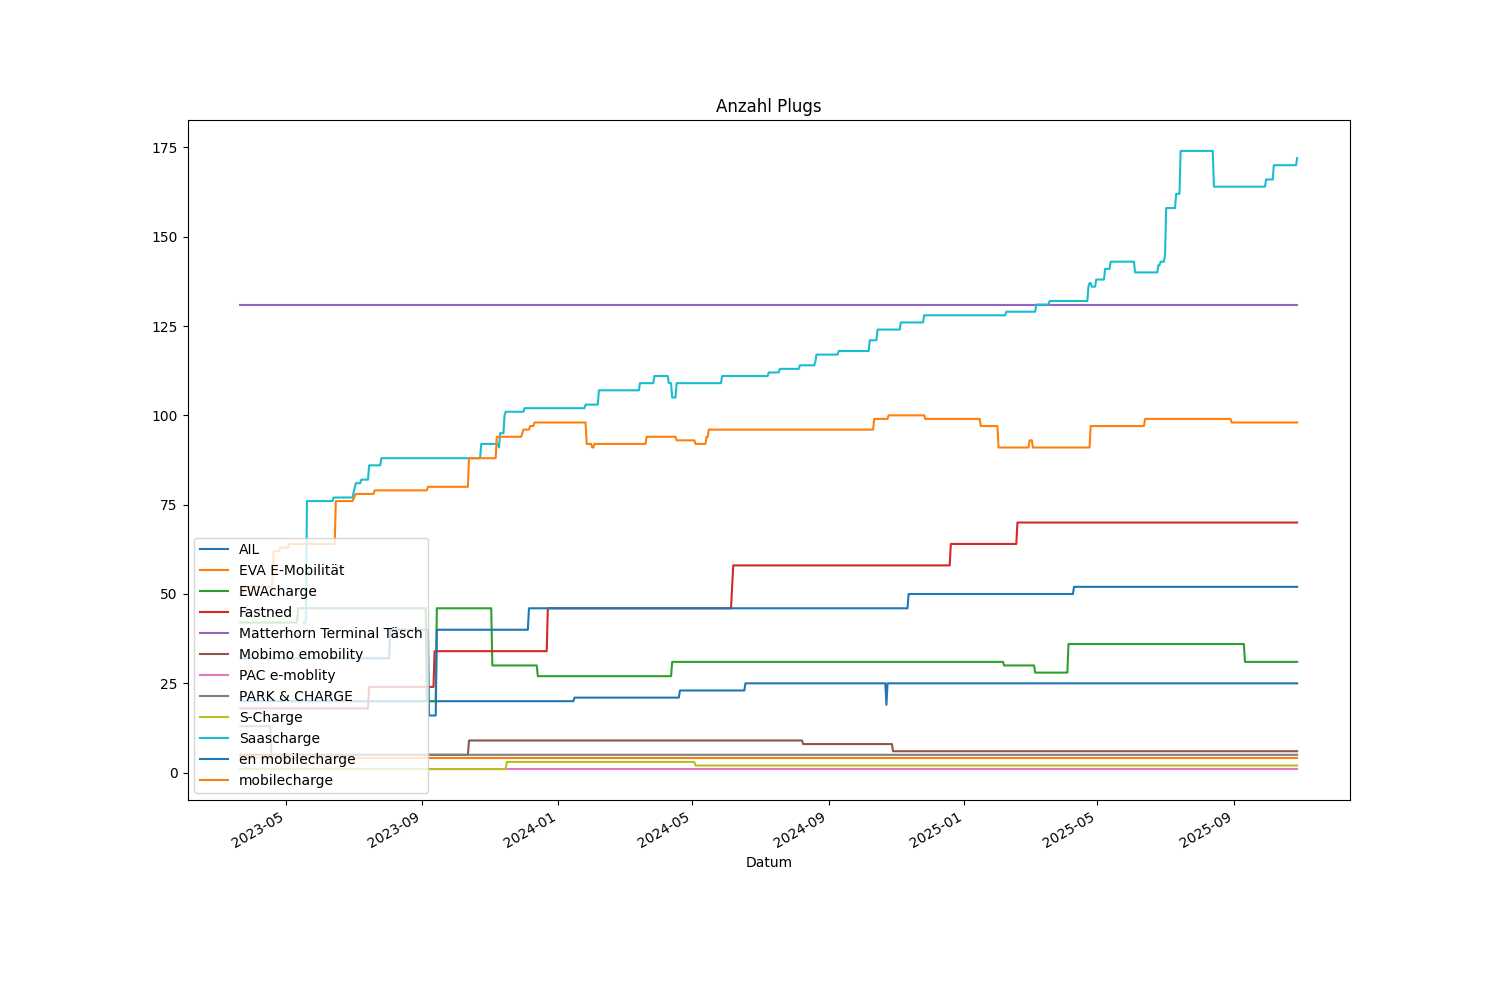 Anzahl Plugs
175
150
125
100
75
50
25
0
AIL
EVA E-Mobilität
EWAcharge
Fastned
Matterhorn Terminal Täsch
Mobimo emobility
PAC e-moblity
PARK & CHARGE
S-Charge
Saascharge
en mobilecharge
mobilecharge
2023-05
2023-09
2024-01
2024-05
2024-09
2025-01
2025-05
2025-09
Datum